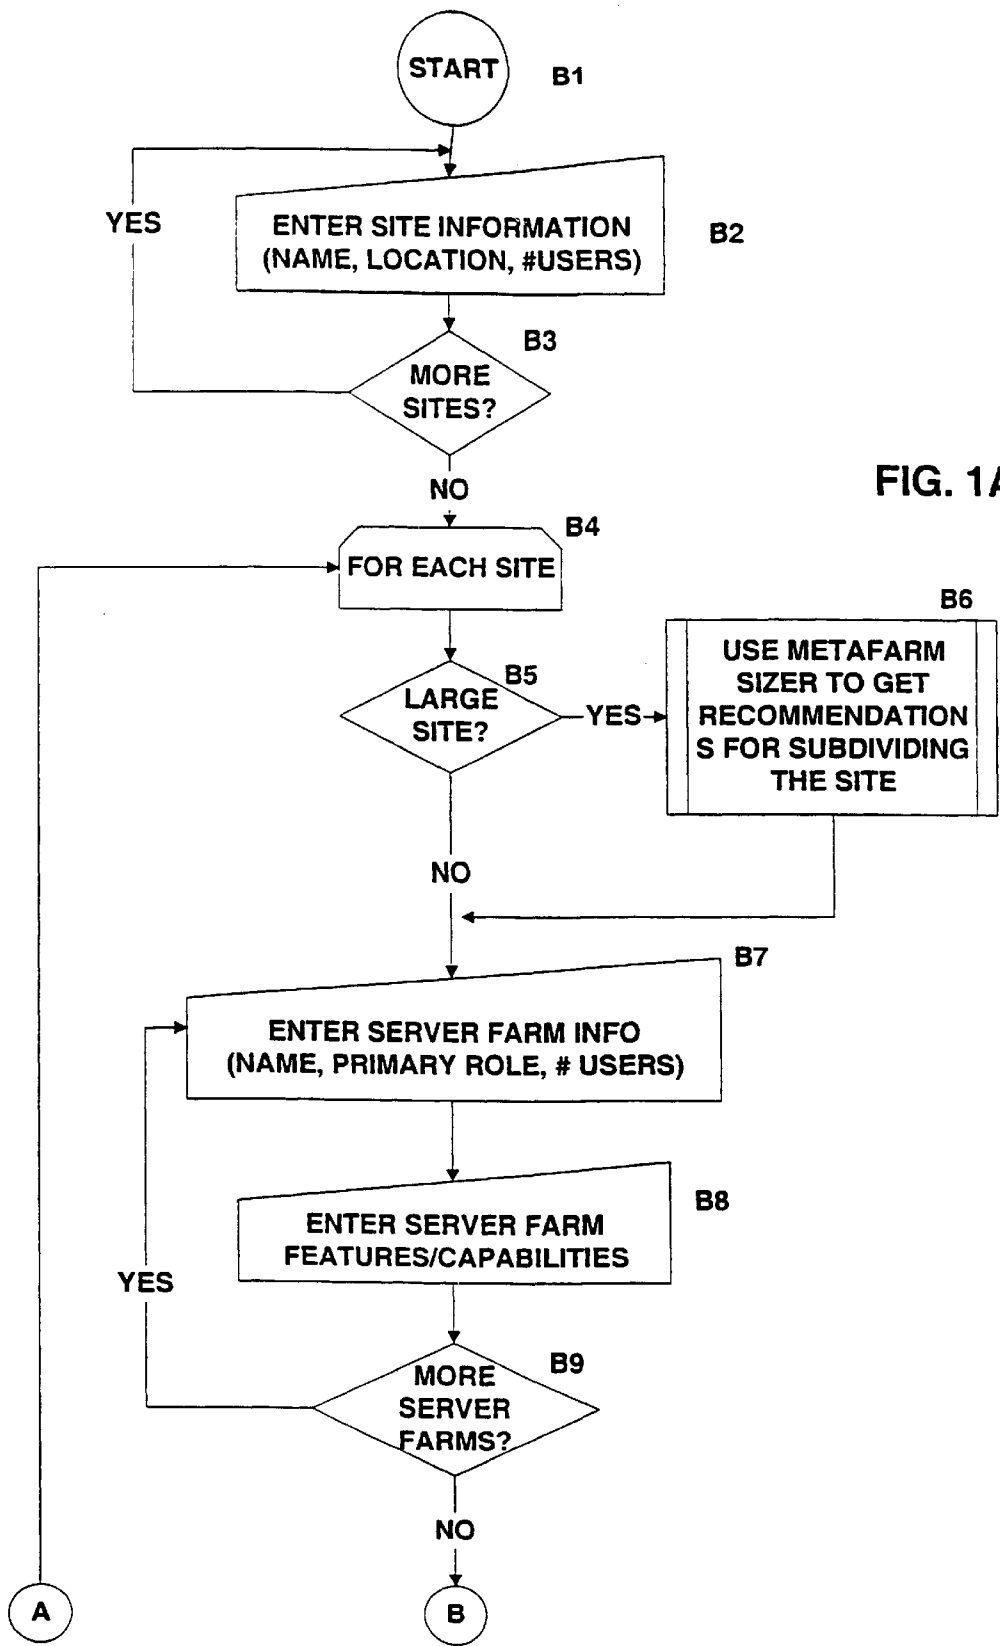 START
B1
YES
ENTER SITE INFORMATION
(NAME, LOCATION, #USERS)
B2
B3
MORE
SITES?
NO
FIG. 1A
B4
FOR EACH SITE
B6
B5
LARGE
SITE?
YES
USE METAFARM
SIZER TO GET
RECOMMENDATION
S FOR SUBDIVIDING
THE SITE
NO
B7
ENTER SERVER FARM INFO
(NAME, PRIMARY ROLE, # USERS)
B8
ENTER SERVER FARM
FEATURES/CAPABILITIES
YES
B9
MORE
SERVER
FARMS?
NO
A
B